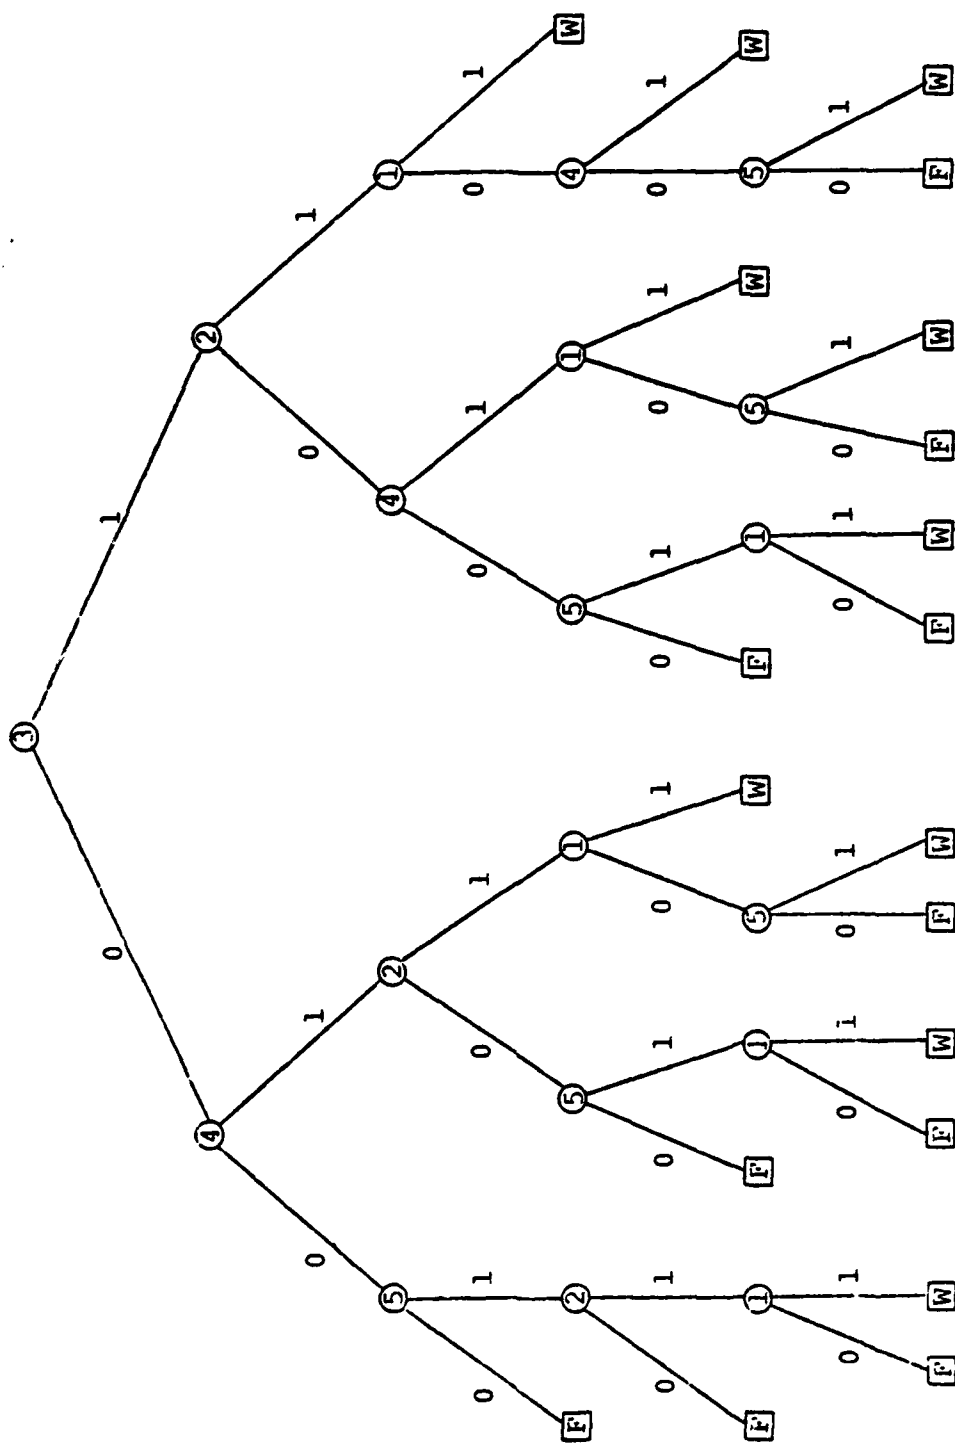 3
0 1
4 2
0 1 0 1
5 2 4 1
0 1 0 1 0 1 0 1
F 2 5 1 5 1 4 W
0 1 0 1 0 1 0 1 0 1 0 1
F 1 F 1 5 W F 1 5 W 5 W
0 1 0 1 0 1 0 1 0 1 0 1
F W F W F W F W F W F W